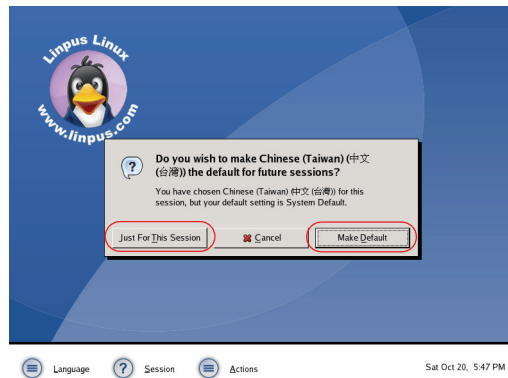 Linpus Linux
www.linpus.com
Do you wish to make Chinese (Taiwan) (中文
(台灣)) the default for future sessions?
You have chosen Chinese (Taiwan) (中文 (台灣)) for this
session, but your default setting is System Default.
Just For This Session
Cancel
Make Default
Language
Session
Actions
Sat Oct 20, 5:47 PM